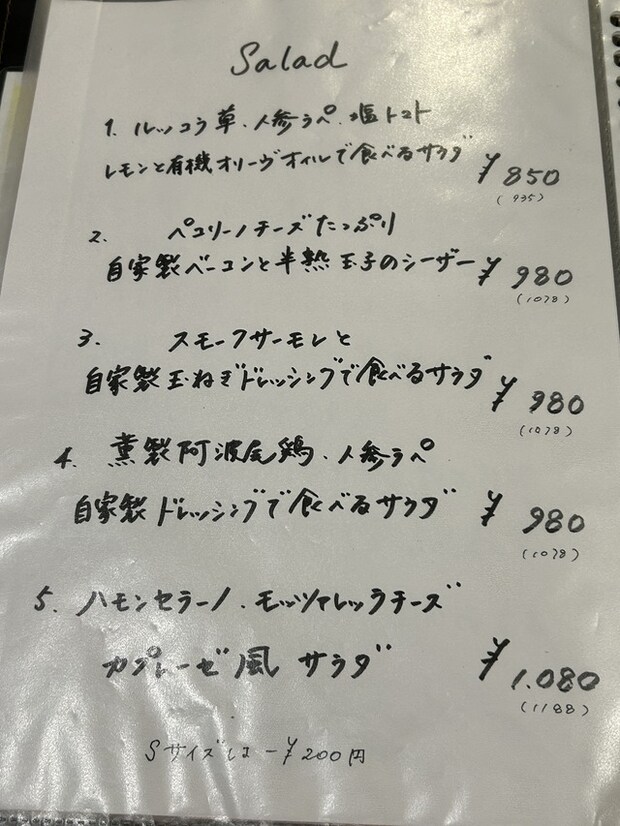 Salad
1. ルッコラ草、人参ラペ、塩トマト
レモンと有機オリーヴオイルで食べるサラダ ¥850
(935)
2. ペコリーノチーズたっぷり
自家製ベーコンと半熟玉子のシーザー ¥980
(1078)
3. スモークサーモンと
自家製玉ねぎドレッシングで食べるサラダ ¥980
(1078)
4. 薫製阿波尾鶏、人参ラペ
自家製ドレッシングで食べるサラダ ¥980
(1078)
5. ハモンセラーノ、モッツァレッラチーズ
カプレーゼ風 サラダ ¥1.080
(1188)
Sサイズは-¥200円